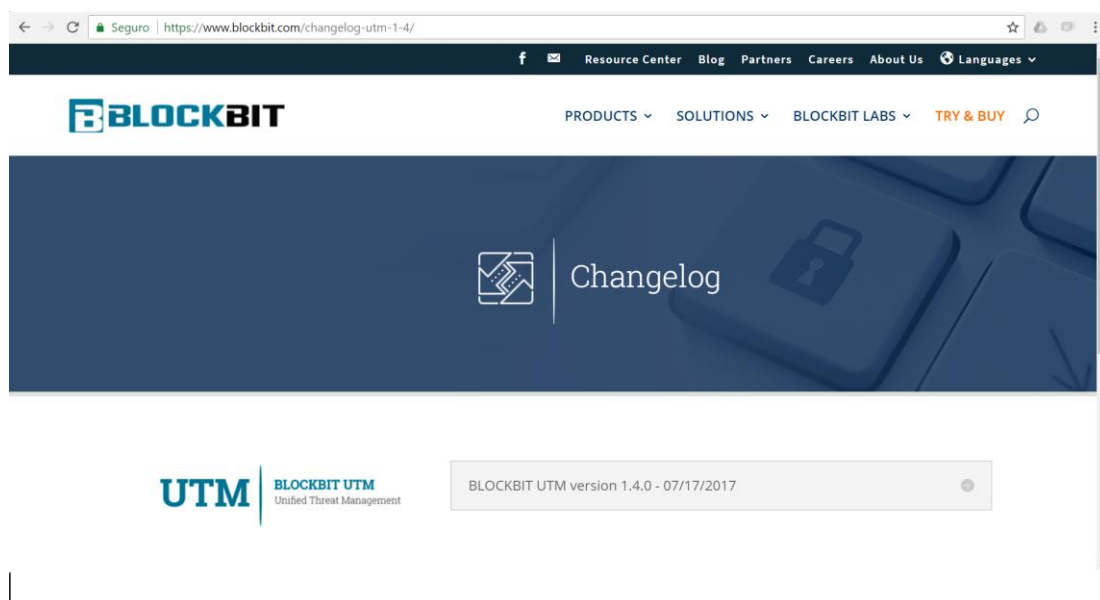 Seguro | https://www.blockbit.com/changelog-utm-1-4/
Resource Center Blog Partners Careers About Us Languages
BLOCKBIT PRODUCTS SOLUTIONS BLOCKBIT LABS TRY & BUY
Changelog
UTM
BLOCKBIT UTM
Unified Threat Management
BLOCKBIT UTM version 1.4.0 - 07/17/2017